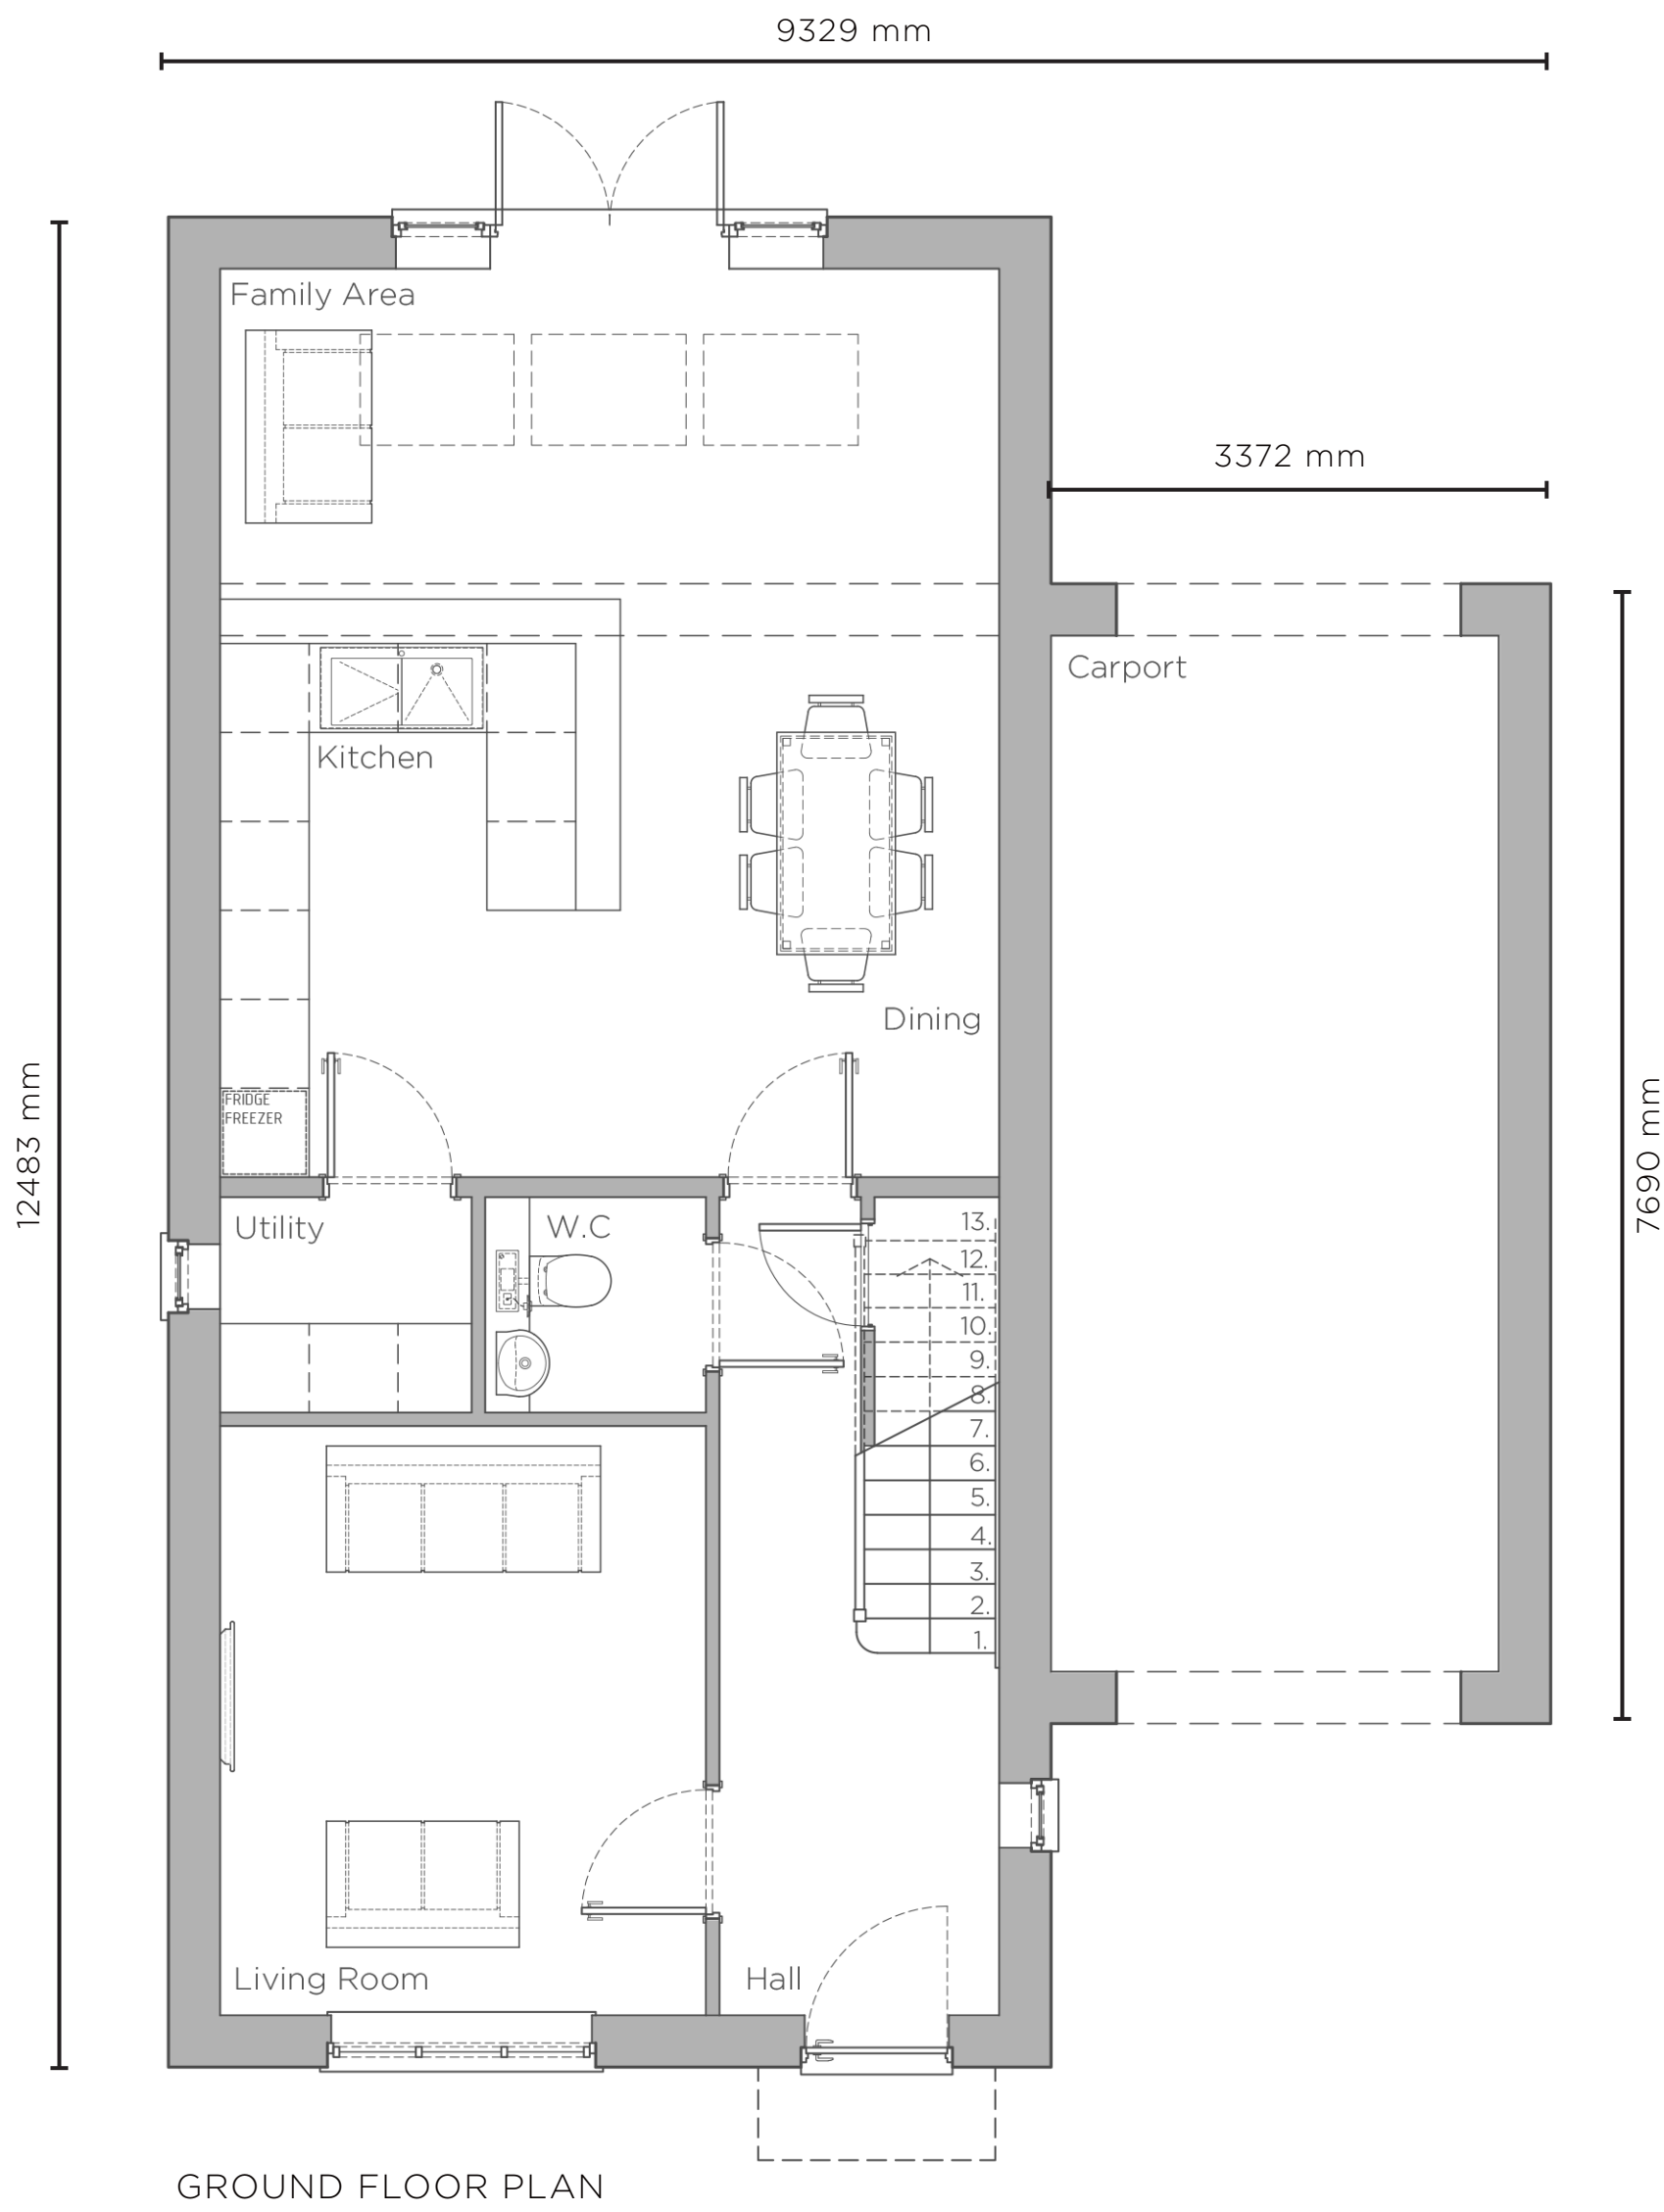 9329 mm
Family Area
3372 mm
Carport
Kitchen
Dining
12483 mm
7690 mm
FRIDGE
FREEZER
Utility
W.C
13.
12.
11.
10.
9.
8.
7.
6.
5.
4.
3.
2.
1.
Living Room
Hall
GROUND FLOOR PLAN